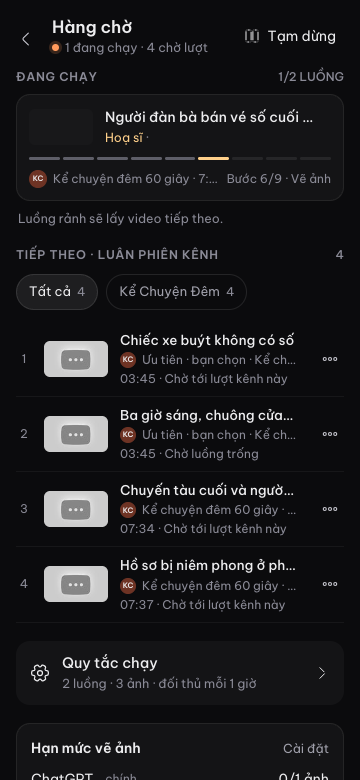 Hàng chờ
1 đang chạy · 4 chờ lượt
Tạm dừng
ĐANG CHẠY
1/2 LUỒNG
Người đàn bà bán vé số cuối ...
Hoạ sĩ ·
KC Kể chuyện đêm 60 giây · 7:...
Bước 6/9 · Vẽ ảnh
Luồng rảnh sẽ lấy video tiếp theo.
TIẾP THEO · LUÂN PHIÊN KÊNH
4
Tất cả 4
Kể Chuyện Đêm 4
1
Chiếc xe buýt không có số
KC Ưu tiên · bạn chọn · Kể ch...
03:45 · Chờ tới lượt kênh này
2
Ba giờ sáng, chuông cửa...
KC Ưu tiên · bạn chọn · Kể ch...
03:45 · Chờ luồng trống
3
Chuyến tàu cuối và ngườ...
KC Kể chuyện đêm 60 giây · ...
07:34 · Chờ tới lượt kênh này
4
Hồ sơ bị niêm phong ở ph...
KC Kể chuyện đêm 60 giây · ...
07:37 · Chờ tới lượt kênh này
Quy tắc chạy
2 luồng · 3 ảnh · đối thủ mỗi 1 giờ
Hạn mức vẽ ảnh
Cài đặt
ChatGPT chính
0/1 ảnh